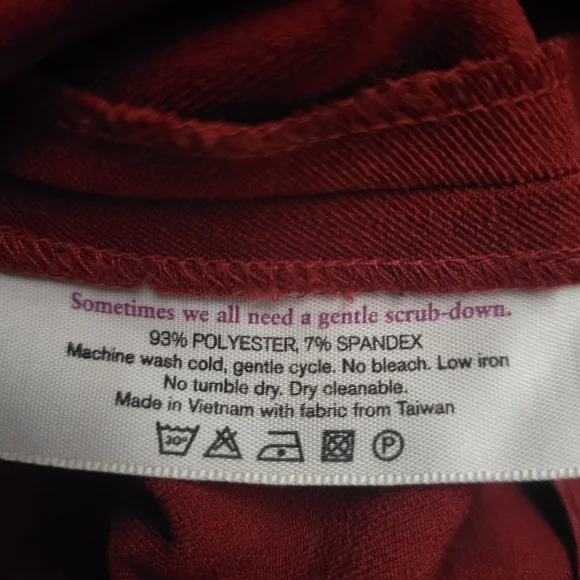 Sometimes we all need a gentle scrub-down.
93% POLYESTER, 7% SPANDEX
Machine wash cold, gentle cycle. No bleach. Low iron
No tumble dry. Dry cleanable.
Made in Vietnam with fabric from Taiwan
30° P